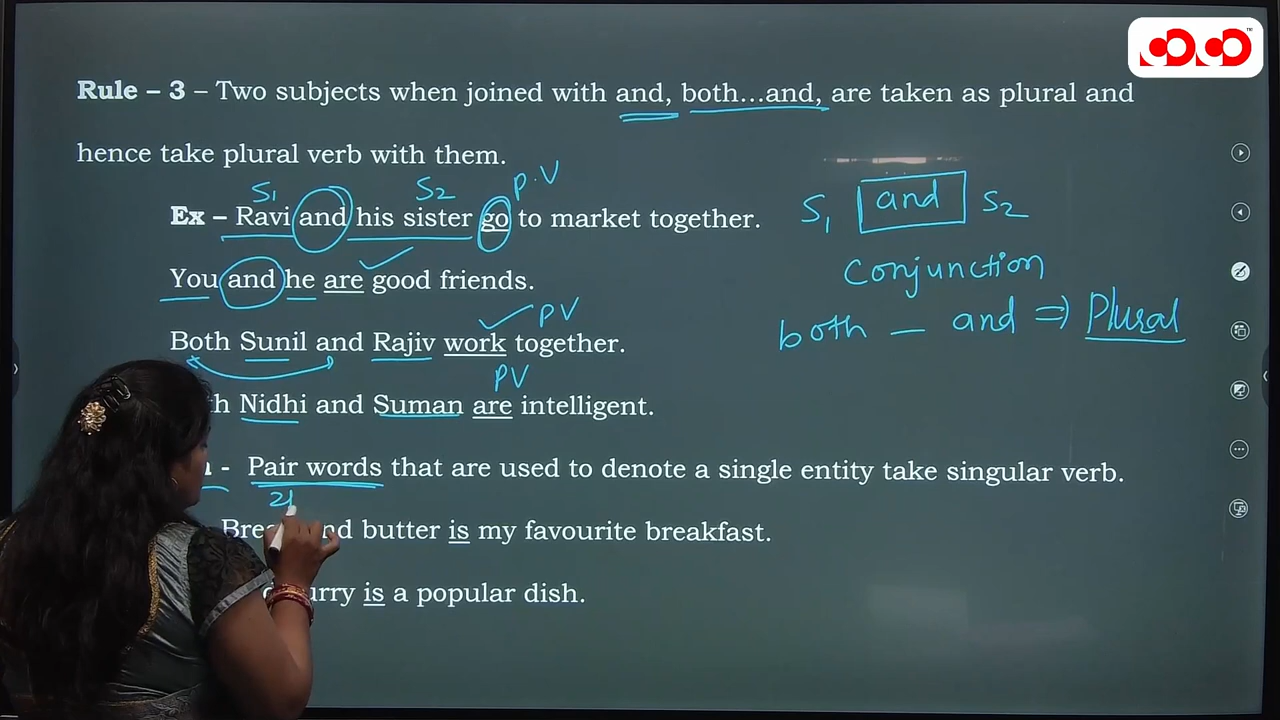 Rule – 3 – Two subjects when joined with and, both...and, are taken as plural and
hence take plural verb with them.
S1 S2 P.V
Ex – Ravi and his sister go to market together.
S1 and S2
You and he are good friends.
Conjunction
PV
Both Sunil and Rajiv work together.
both — and ⇒ Plural
PV
Nidhi and Suman are intelligent.
- Pair words that are used to denote a single entity take singular verb.
butter is my favourite breakfast.
is a popular dish.